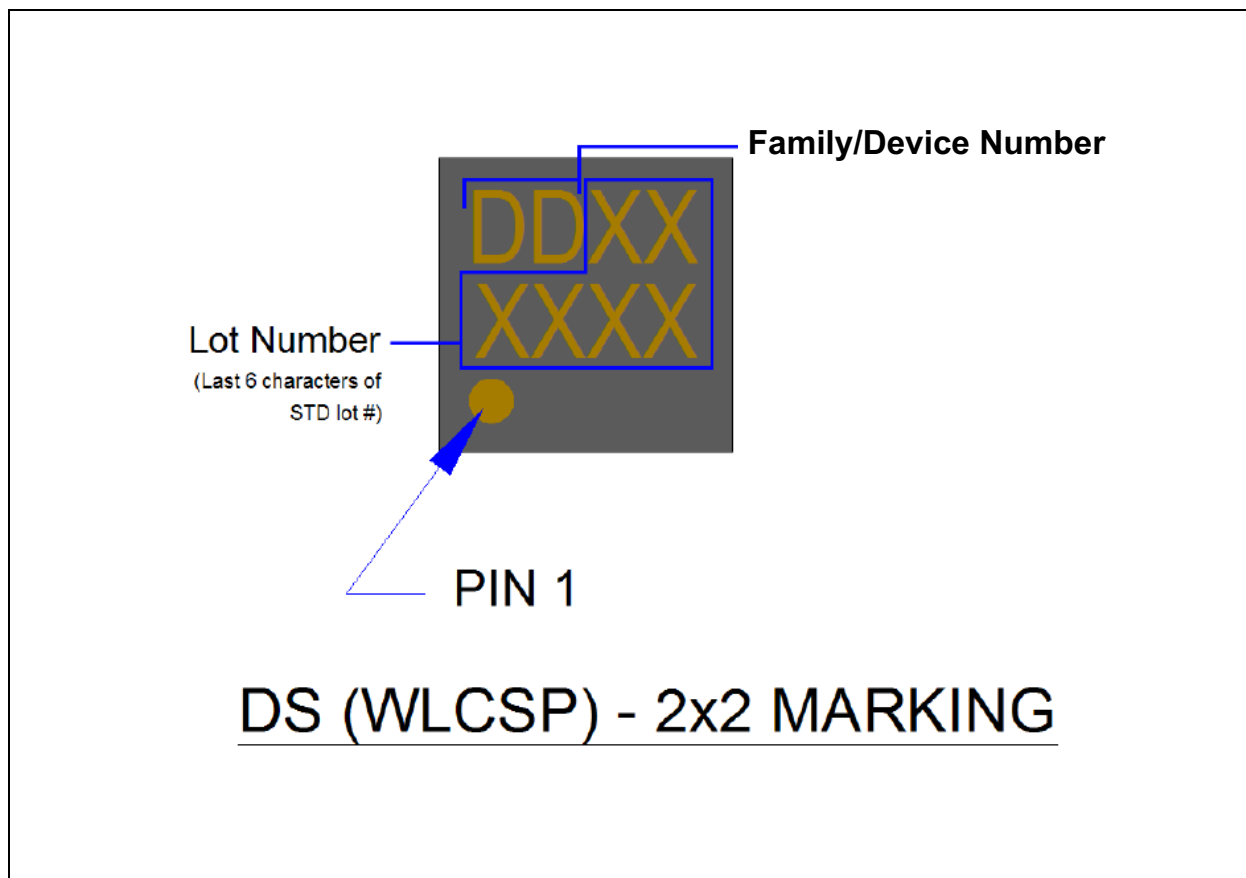 Family/Device Number
DDXX
XXXX
Lot Number
(Last 6 characters of
STD lot #)
PIN 1
DS (WLCSP) - 2x2 MARKING